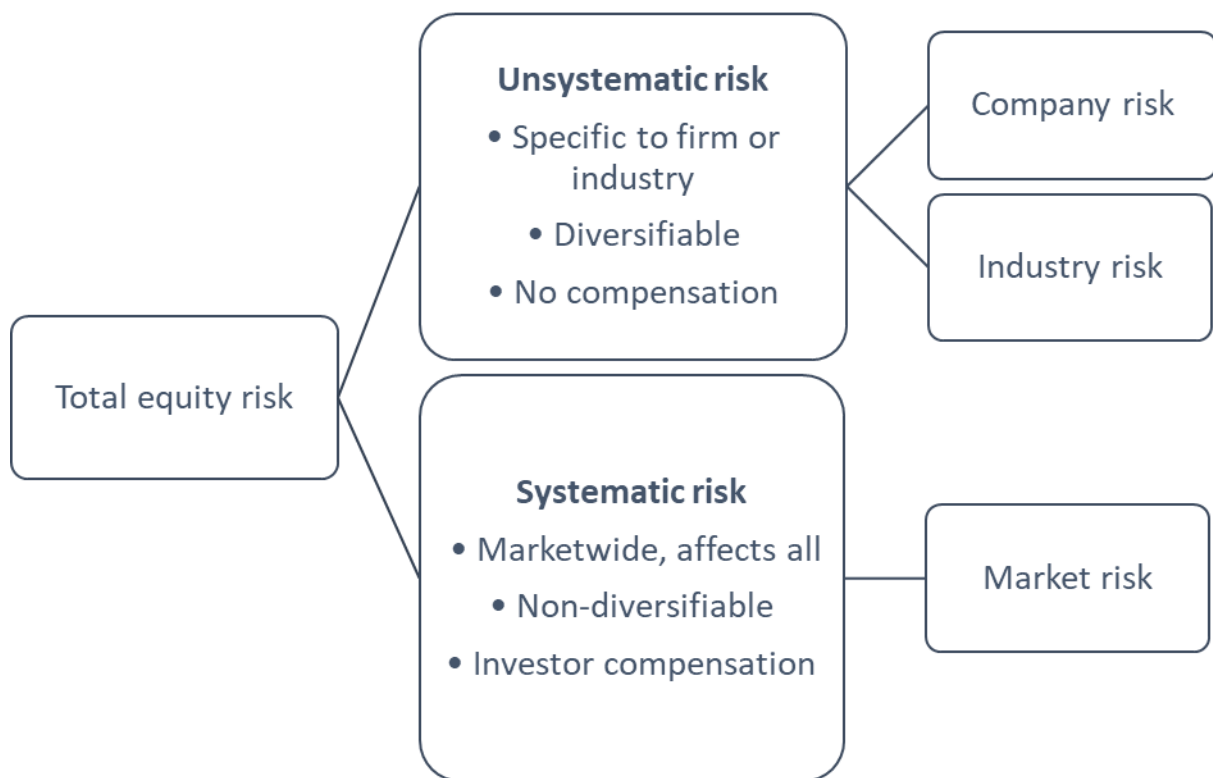 Total equity risk
Unsystematic risk
• Specific to firm or
industry
• Diversifiable
• No compensation
Company risk
Industry risk
Systematic risk
• Marketwide, affects all
• Non-diversifiable
• Investor compensation
Market risk